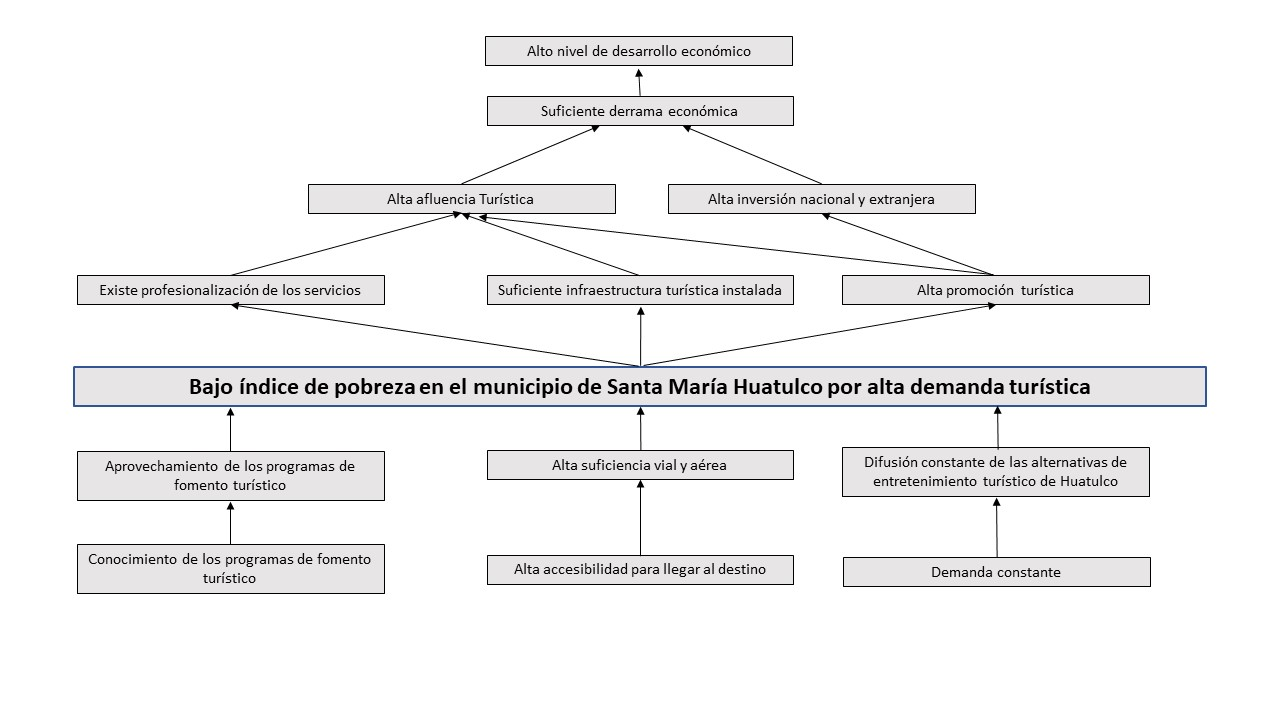 Alto nivel de desarrollo económico
Suficiente derrama económica
Alta afluencia Turística
Alta inversión nacional y extranjera
Existe profesionalización de los servicios
Suficiente infraestructura turística instalada
Alta promoción turística
Bajo índice de pobreza en el municipio de Santa María Huatulco por alta demanda turística
Aprovechamiento de los programas de
fomento turístico
Alta suficiencia vial y aérea
Difusión constante de las alternativas de
entretenimiento turístico de Huatulco
Conocimiento de los programas de fomento
turístico
Alta accesibilidad para llegar al destino
Demanda constante